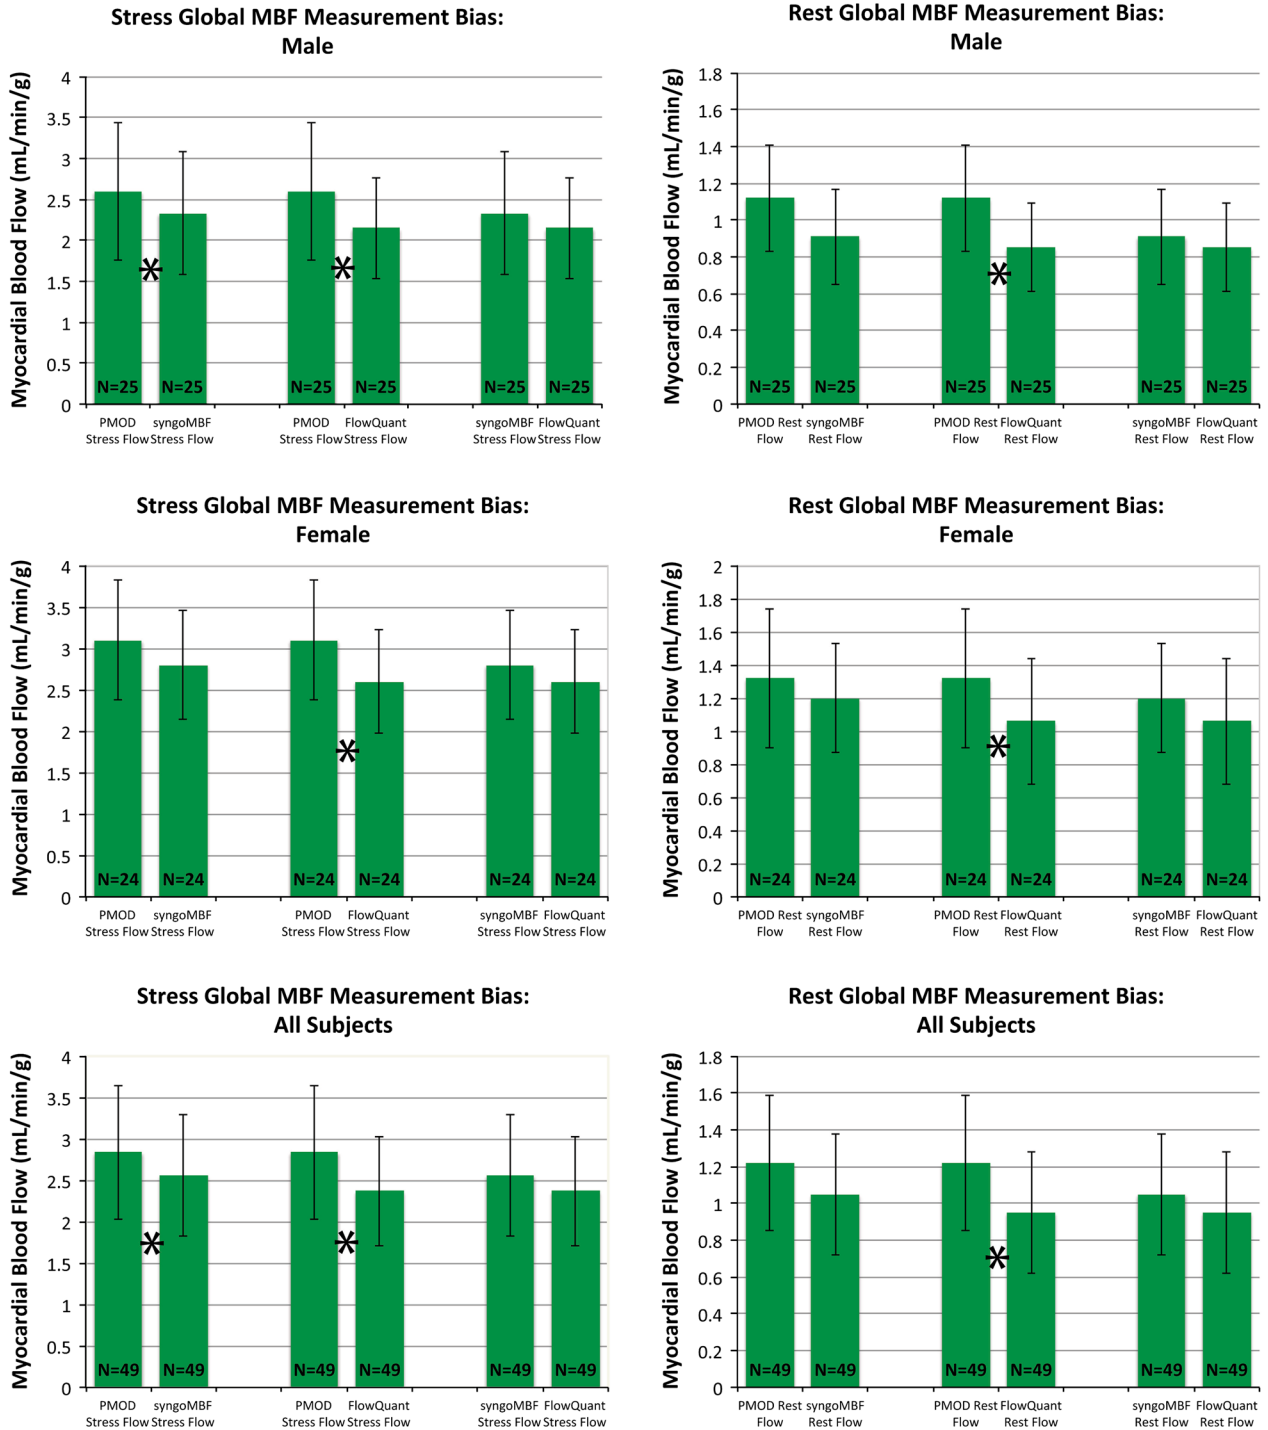 Stress Global MBF Measurement Bias:
Male
Myocardial Blood Flow (mL/min/g)
4
3.5
3
2.5
2
1.5
1
0.5
0
* *
N=25 N=25 N=25 N=25 N=25 N=25
PMOD syngoMBF PMOD FlowQuant syngoMBF FlowQuant
Stress Flow Stress Flow Stress Flow Stress Flow Stress Flow Stress Flow
Rest Global MBF Measurement Bias:
Male
Myocardial Blood Flow (mL/min/g)
1.8
1.6
1.4
1.2
1
0.8
0.6
0.4
0.2
0
*
N=25 N=25 N=25 N=25 N=25 N=25
PMOD Rest syngoMBF PMOD Rest FlowQuant syngoMBF FlowQuant
Flow Rest Flow Flow Rest Flow Rest Flow Rest Flow
Stress Global MBF Measurement Bias:
Female
Myocardial Blood Flow (mL/min/g)
4
3.5
3
2.5
2
1.5
1
0.5
0
*
N=24 N=24 N=24 N=24 N=24 N=24
PMOD syngoMBF PMOD FlowQuant syngoMBF FlowQuant
Stress Flow Stress Flow Stress Flow Stress Flow Stress Flow Stress Flow
Rest Global MBF Measurement Bias:
Female
Myocardial Blood Flow (mL/min/g)
2
1.8
1.6
1.4
1.2
1
0.8
0.6
0.4
0.2
0
*
N=24 N=24 N=24 N=24 N=24 N=24
PMOD Rest syngoMBF PMOD Rest FlowQuant syngoMBF FlowQuant
Flow Rest Flow Flow Rest Flow Rest Flow Rest Flow
Stress Global MBF Measurement Bias:
All Subjects
Myocardial Blood Flow (mL/min/g)
4
3.5
3
2.5
2
1.5
1
0.5
0
* *
N=49 N=49 N=49 N=49 N=49 N=49
PMOD syngoMBF PMOD FlowQuant syngoMBF FlowQuant
Stress Flow Stress Flow Stress Flow Stress Flow Stress Flow Stress Flow
Rest Global MBF Measurement Bias:
All Subjects
Myocardial Blood Flow (mL/min/g)
1.8
1.6
1.4
1.2
1
0.8
0.6
0.4
0.2
0
*
N=49 N=49 N=49 N=49 N=49 N=49
PMOD Rest syngoMBF PMOD Rest FlowQuant syngoMBF FlowQuant
Flow Rest Flow Flow Rest Flow Rest Flow Rest Flow